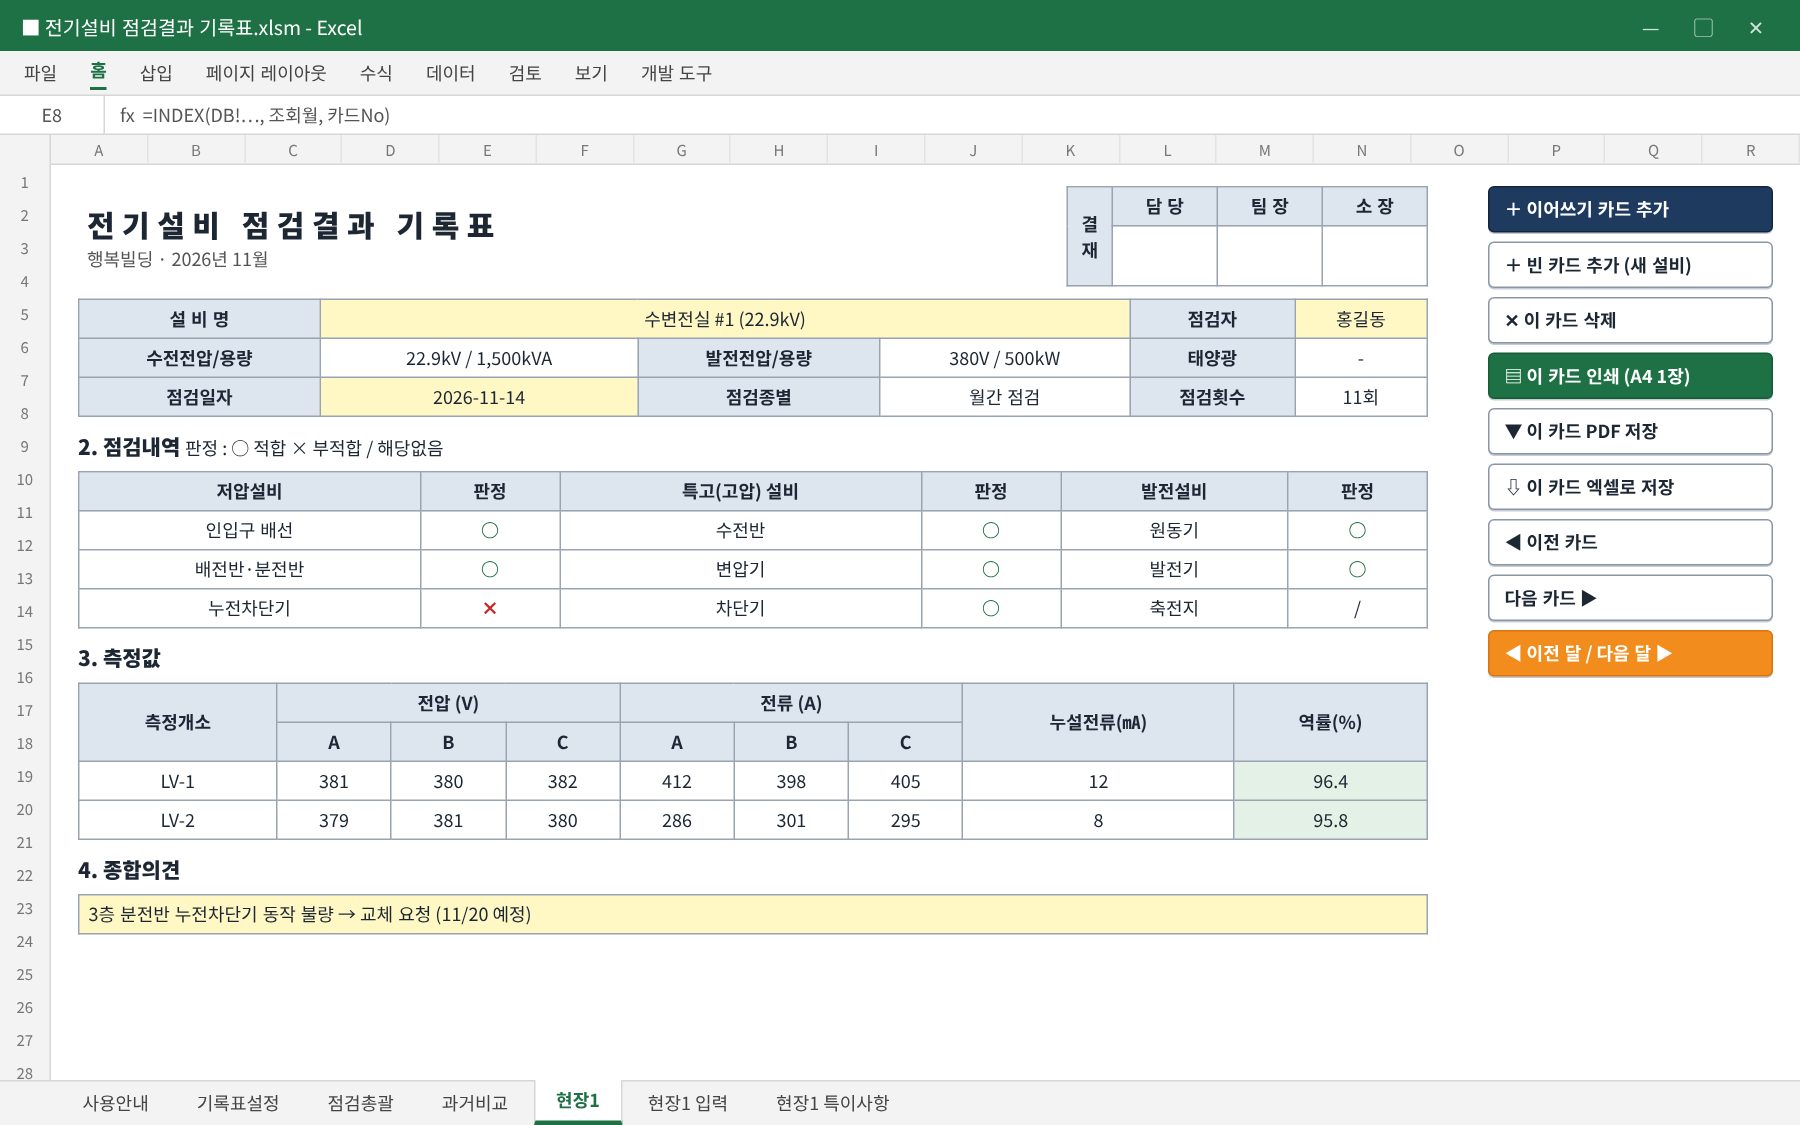 전기설비 점검결과 기록표.xlsm - Excel
파일 홈 삽입 페이지 레이아웃 수식 데이터 검토 보기 개발 도구
E8 fx =INDEX(DB!…, 조회월, 카드No)
A B C D E F G H I J K L M N O P Q R
1
2
3
4
5
6
7
8
9
10
11
12
13
14
15
16
17
18
19
20
21
22
23
24
25
26
27
28
전기설비 점검결과 기록표
행복빌딩 · 2026년 11월
결재 담 당 팀 장 소 장
설 비 명 수변전실 #1 (22.9kV) 점검자 홍길동
수전전압/용량 22.9kV / 1,500kVA 발전전압/용량 380V / 500kW 태양광 -
점검일자 2026-11-14 점검종별 월간 점검 점검횟수 11회
2. 점검내역 판정 : ○ 적합 × 부적합 / 해당없음
저압설비 판정 특고(고압) 설비 판정 발전설비 판정
인입구 배선 ○ 수전반 ○ 원동기 ○
배전반·분전반 ○ 변압기 ○ 발전기 ○
누전차단기 × 차단기 ○ 축전지 /
3. 측정값
측정개소 전압 (V) 전류 (A) 누설전류(㎃) 역률(%)
A B C A B C
LV-1 381 380 382 412 398 405 12 96.4
LV-2 379 381 380 286 301 295 8 95.8
4. 종합의견
3층 분전반 누전차단기 동작 불량 → 교체 요청 (11/20 예정)
＋ 이어쓰기 카드 추가
＋ 빈 카드 추가 (새 설비)
✕ 이 카드 삭제
▤ 이 카드 인쇄 (A4 1장)
▼ 이 카드 PDF 저장
⇩ 이 카드 엑셀로 저장
◀ 이전 카드
다음 카드 ▶
◀ 이전 달 / 다음 달 ▶
사용안내 기록표설정 점검총괄 과거비교 현장1 현장1 입력 현장1 특이사항